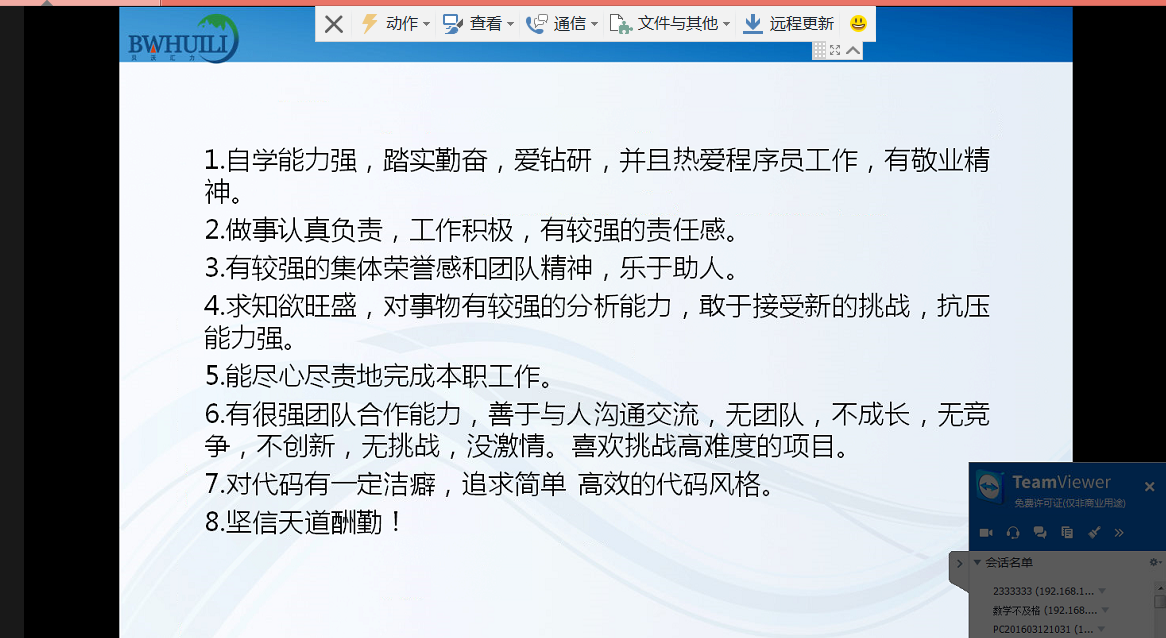 动作 查看 通信 文件与其他 远程更新
BWHUILI
1.自学能力强，踏实勤奋，爱钻研，并且热爱程序员工作，有敬业精
神。
2.做事认真负责，工作积极，有较强的责任感。
3.有较强的集体荣誉感和团队精神，乐于助人。
4.求知欲旺盛，对事物有较强的分析能力，敢于接受新的挑战，抗压
能力强。
5.能尽心尽责地完成本职工作。
6.有很强团队合作能力，善于与人沟通交流，无团队，不成长，无竞
争，不创新，无挑战，没激情。喜欢挑战高难度的项目。
7.对代码有一定洁癖，追求简单 高效的代码风格。
8.坚信天道酬勤！
TeamViewer
免费许可证(仅非商业用途)
会话名单
2333333 (192.168.1...
数学不及格 (192.168....
PC201603121031 (1...